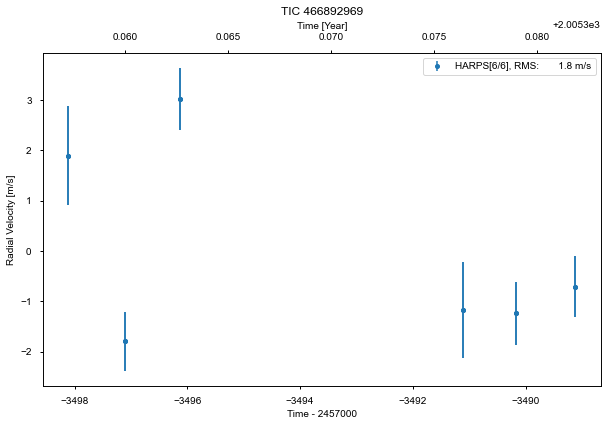 TIC 466892969
Time [Year]
+2.0053e3
0.060 0.065 0.070 0.075 0.080
HARPS[6/6], RMS: 1.8 m/s
Radial Velocity [m/s]
3
2
1
0
−1
−2
−3498 −3496 −3494 −3492 −3490
Time - 2457000